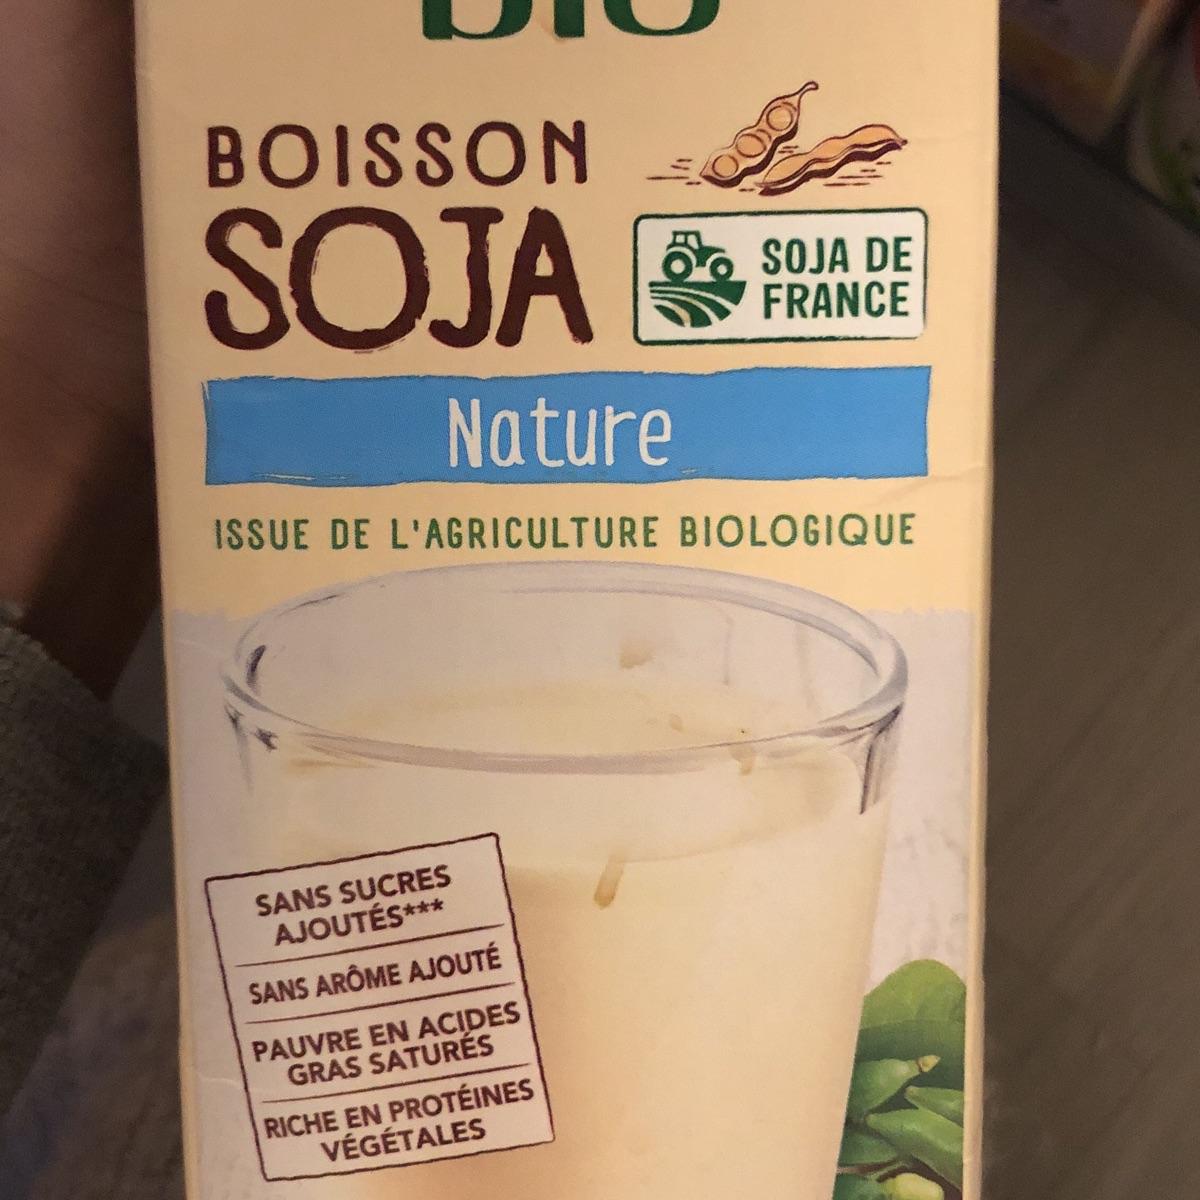 bio
BOISSON
SOJA
SOJA DE
FRANCE
Nature
ISSUE DE L'AGRICULTURE BIOLOGIQUE
SANS SUCRES
AJOUTÉS***
SANS ARÔME AJOUTÉ
PAUVRE EN ACIDES
GRAS SATURÉS
RICHE EN PROTÉINES
VÉGÉTALES